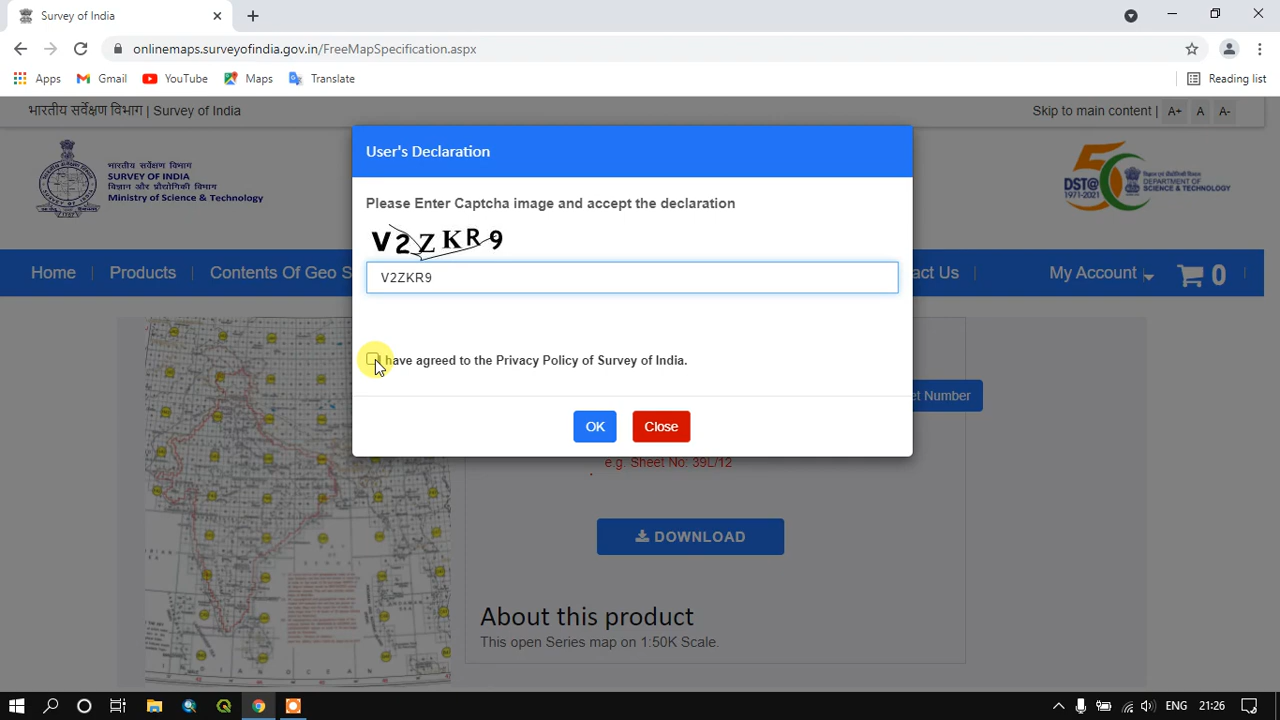 Survey of India
onlinemaps.surveyofindia.gov.in/FreeMapSpecification.aspx
Apps Gmail YouTube Maps Translate Reading list
भारतीय सर्वेक्षण विभाग | Survey of India
Skip to main content | A+ A A-
User's Declaration
भारतीय सर्वेक्षण विभाग
SURVEY OF INDIA
विज्ञान और प्रौद्योगिकी विभाग
Ministry of Science & Technology
DST@
1971-2021
DEPARTMENT OF
SCIENCE & TECHNOLOGY
Please Enter Captcha image and accept the declaration
V2ZKR9
V2ZKR9
Home Products Contents Of Geo S act Us My Account 0
I have agreed to the Privacy Policy of Survey of India.
et Number
OK Close
e.g. Sheet No: 39L/12
DOWNLOAD
About this product
This open Series map on 1:50K Scale.
ENG 21:26